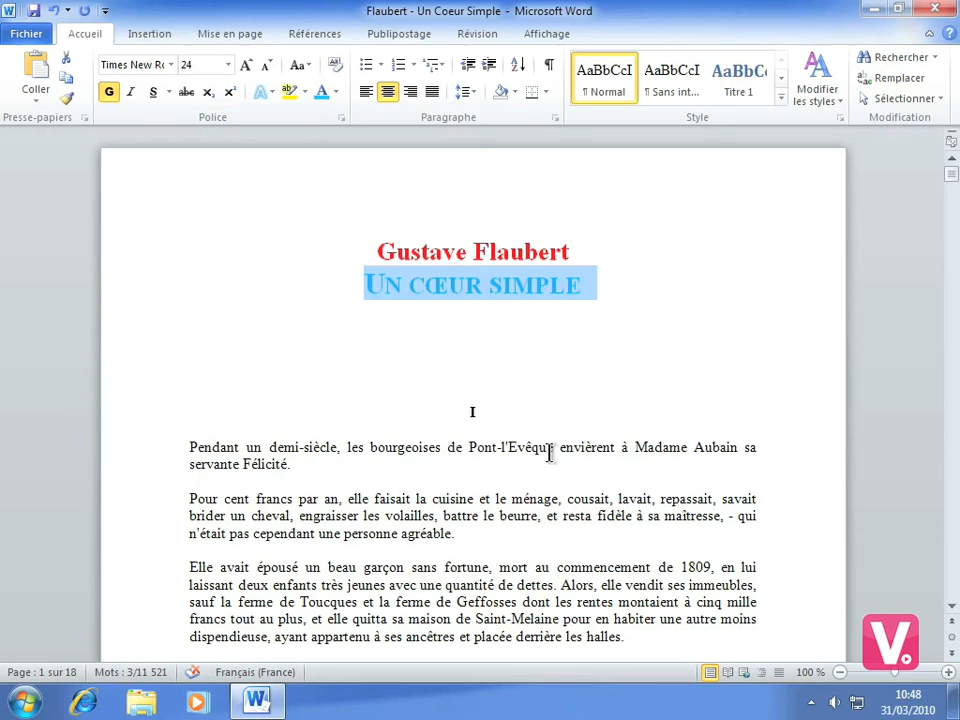 Flaubert - Un Coeur Simple - Microsoft Word
Fichier Accueil Insertion Mise en page Références Publipostage Révision Affichage
Times New Ro 24
Coller
G I S abc x₂ x²
Presse-papiers Police Paragraphe Style Modification
AaBbCcI AaBbCcI AaBbC
¶ Normal ¶ Sans int... Titre 1
Modifier les styles
Rechercher
Remplacer
Sélectionner
Gustave Flaubert
UN CŒUR SIMPLE
I
Pendant un demi-siècle, les bourgeoises de Pont-l'Evêque envièrent à Madame Aubain sa
servante Félicité.
Pour cent francs par an, elle faisait la cuisine et le ménage, cousait, lavait, repassait, savait
brider un cheval, engraisser les volailles, battre le beurre, et resta fidèle à sa maîtresse, - qui
n'était pas cependant une personne agréable.
Elle avait épousé un beau garçon sans fortune, mort au commencement de 1809, en lui
laissant deux enfants très jeunes avec une quantité de dettes. Alors, elle vendit ses immeubles,
sauf la ferme de Toucques et la ferme de Geffosses dont les rentes montaient à cinq mille
francs tout au plus, et elle quitta sa maison de Saint-Melaine pour en habiter une autre moins
dispendieuse, ayant appartenu à ses ancêtres et placée derrière les halles.
V
Page : 1 sur 18 Mots : 3/11 521 Français (France) 100 %
10:48
31/03/2010